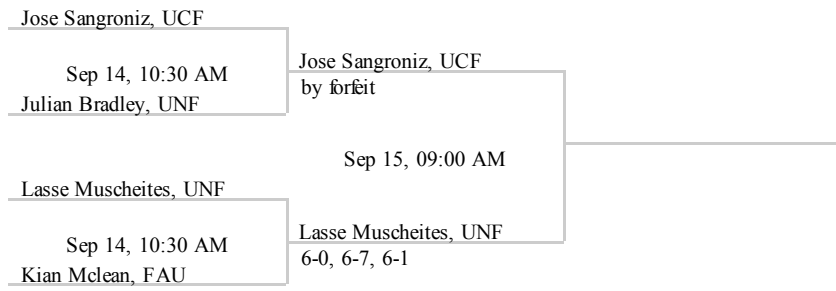 Jose Sangroniz, UCF
Sep 14, 10:30 AM
Julian Bradley, UNF
Jose Sangroniz, UCF
by forfeit
Sep 15, 09:00 AM
Lasse Muscheites, UNF
Sep 14, 10:30 AM
Kian Mclean, FAU
Lasse Muscheites, UNF
6-0, 6-7, 6-1